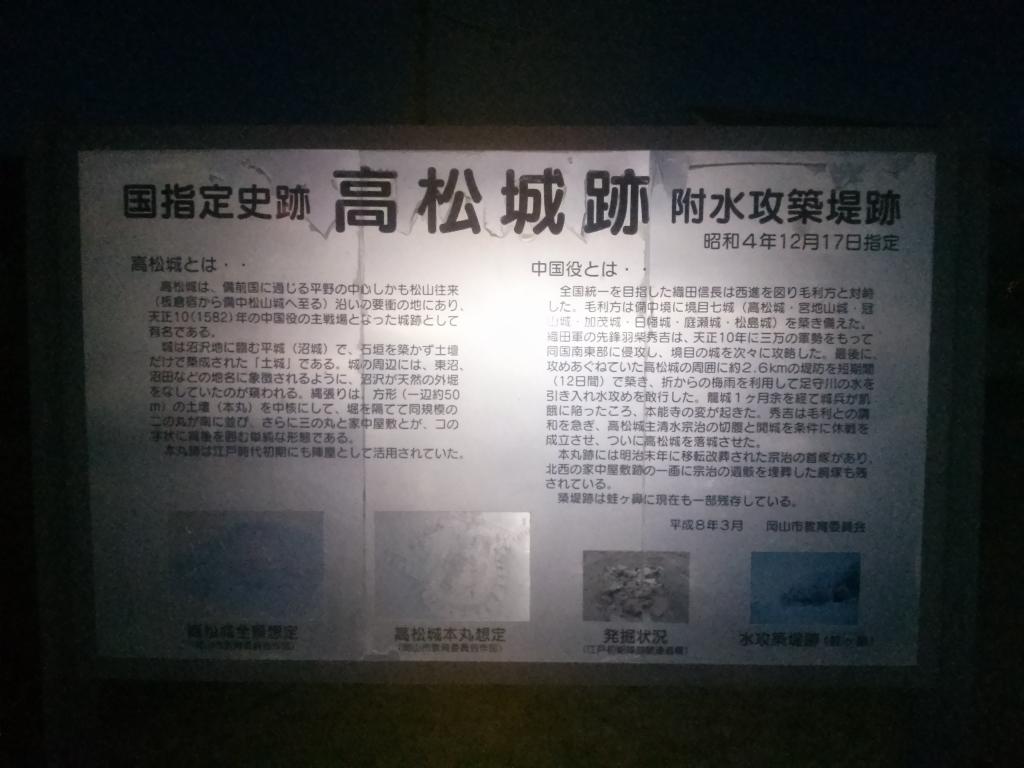 国指定史跡 高松城跡 附水攻築堤跡
昭和4年12月17日指定
高松城とは・・
高松城は、備前国に通じる平野の中心しかも松山往来
(板倉宿から備中松山城へ至る)沿いの要衝の地にあり、
天正10(1582)年の中国役の主戦場となった城跡として
有名である。
城は沼沢地に臨む平城(沼城)で、石垣を築かず土壇
だけで築成された「土城」である。城の周辺には、東沼、
沼田などの地名に象徴されるように、沼沢が天然の外堀
をなしていたのが窺われる。縄張りは、方形(一辺約50
m)の土壇(本丸)を中核にして、堀を隔てて同規模の
二の丸が南に並び、さらに三の丸と家中屋敷とが、コの
字状に背後を囲む単純な形態である。
本丸跡は江戸時代初期にも陣屋として活用されていた。
中国役とは・・
全国統一を目指した織田信長は西進を図り毛利方と対峙
した。毛利方は備中境に境目七城(高松城・宮地山城・冠
山城・加茂城・日幡城・庭瀬城・松島城)を築き備えた。
織田軍の先鋒羽柴秀吉は、天正10年に三万の軍勢をもって
同国南東部に侵攻し、境目の城を次々に攻略した。最後に、
攻めあぐねていた高松城の周囲に約2.6kmの堤防を短期間
(12日間)で築き、折からの梅雨を利用して足守川の水を
引き入れ水攻めを敢行した。籠城1ヶ月余を経て城兵が飢
餓に陥ったころ、本能寺の変が起きた。秀吉は毛利との講
和を急ぎ、高松城主清水宗治の切腹と開城を条件に休戦を
成立させ、ついに高松城を落城させた。
本丸跡には明治末年に移転改葬された宗治の首塚があり、
北西の家中屋敷跡の一画に宗治の遺骸を埋葬した胴塚も残
されている。
築堤跡は蛙ヶ鼻に現在も一部残存している。
平成8年3月 岡山市教育委員会
高松城全額想定
(岡山市教育委員会作図)
高松城本丸想定
(岡山市教育委員会作図)
発掘状況
水攻築堤跡(蛙ヶ鼻)